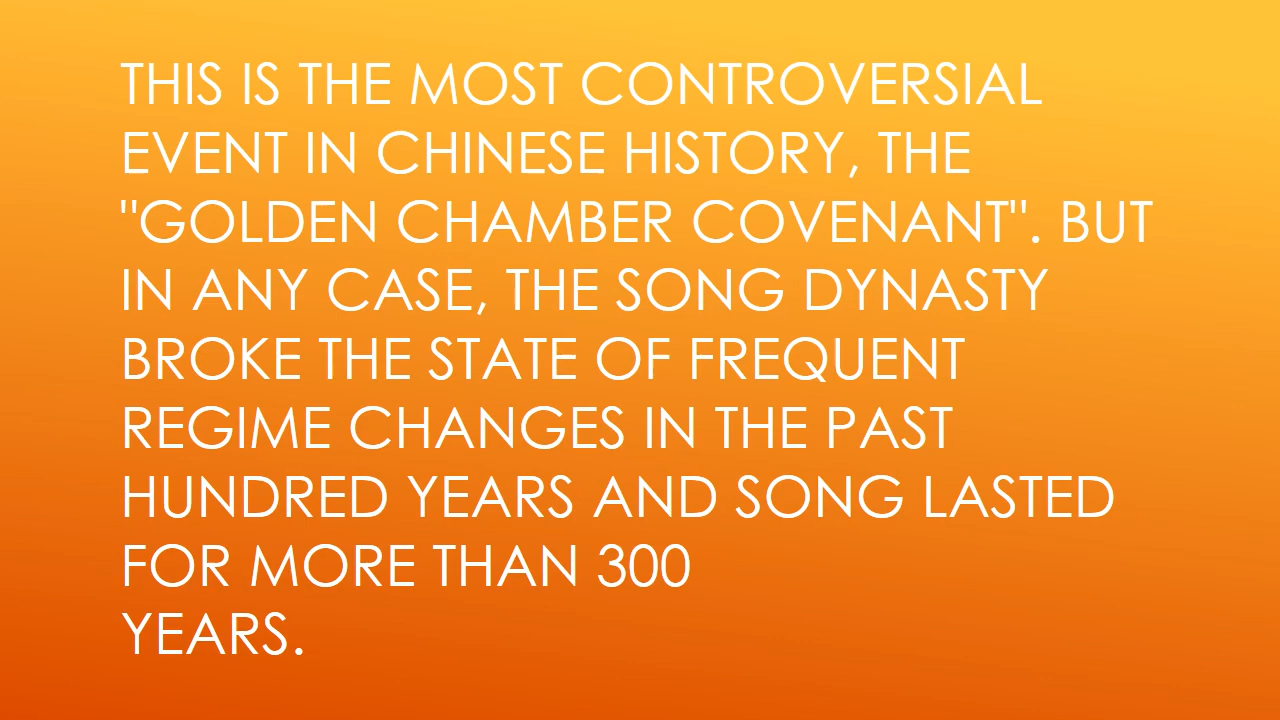 THIS IS THE MOST CONTROVERSIAL
EVENT IN CHINESE HISTORY, THE
"GOLDEN CHAMBER COVENANT". BUT
IN ANY CASE, THE SONG DYNASTY
BROKE THE STATE OF FREQUENT
REGIME CHANGES IN THE PAST
HUNDRED YEARS AND SONG LASTED
FOR MORE THAN 300
YEARS.